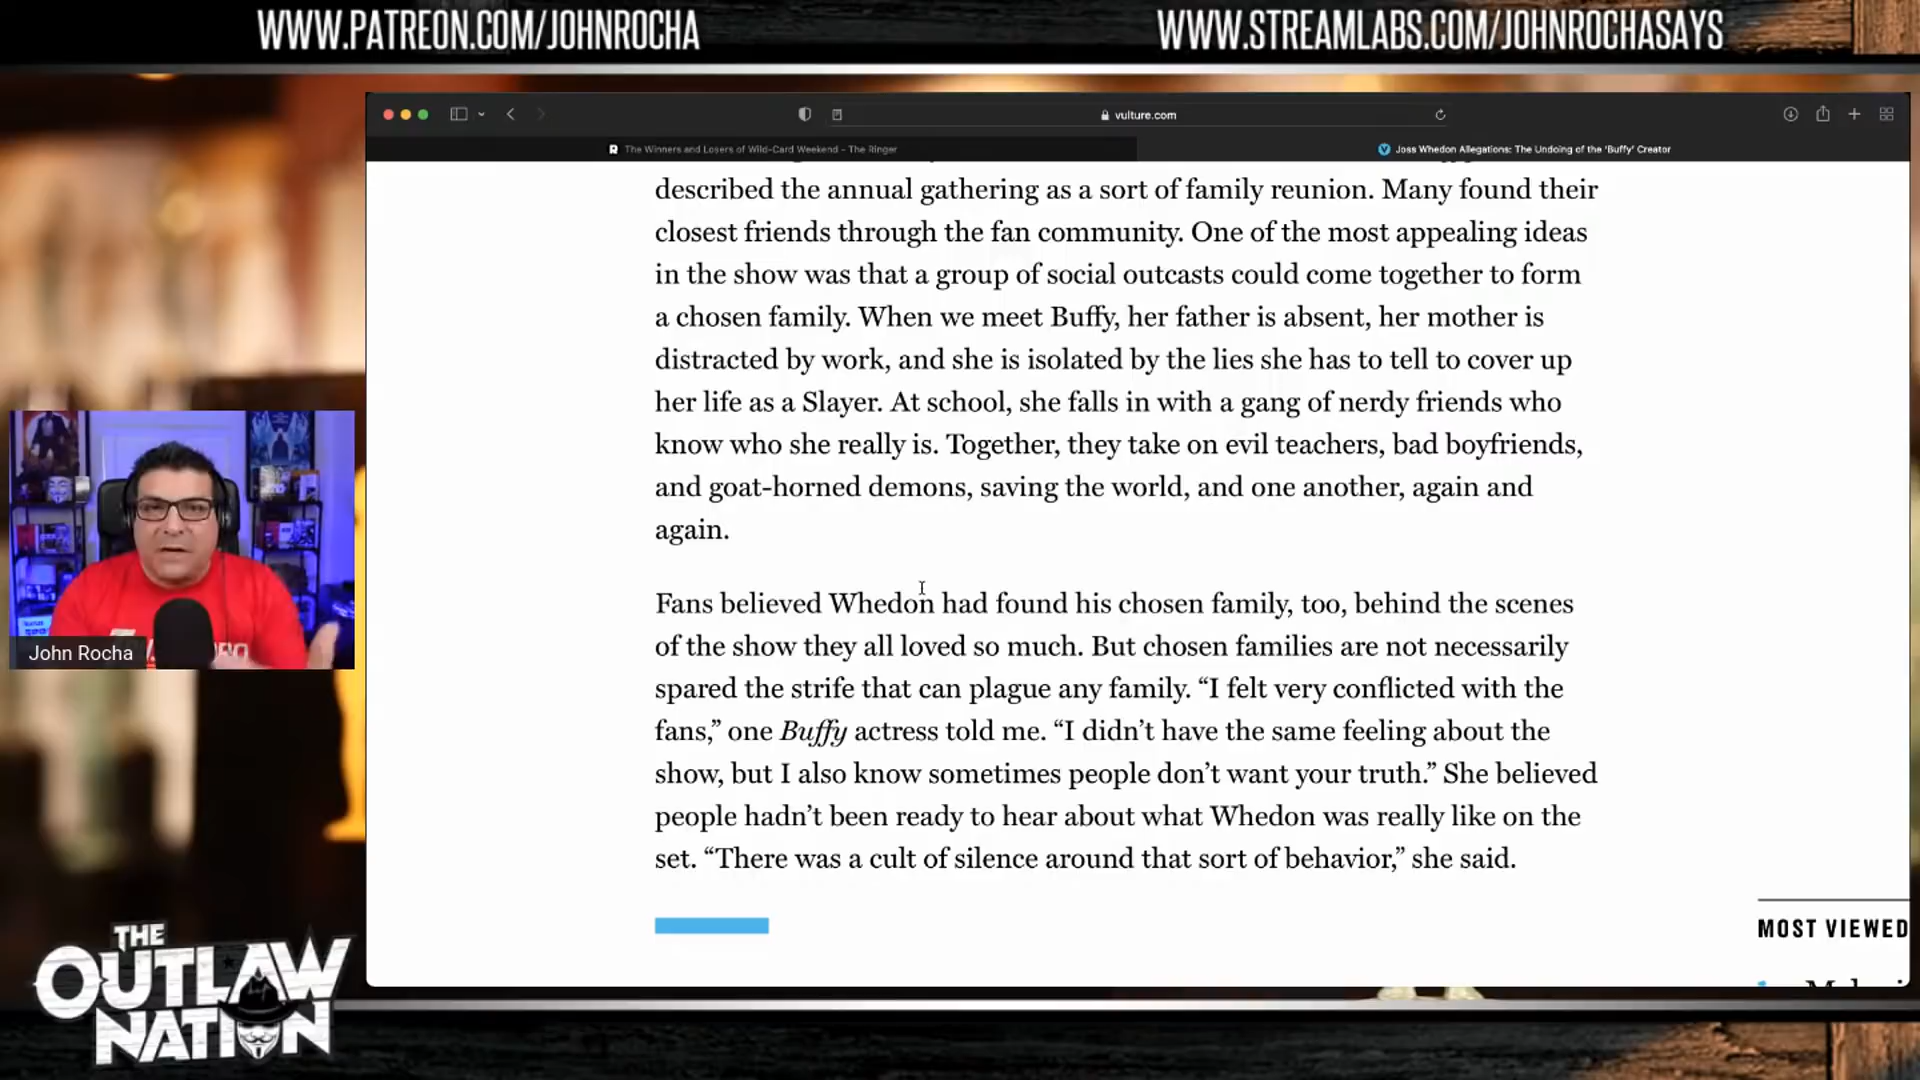 WWW.PATREON.COM/JOHNROCHA
WWW.STREAMLABS.COM/JOHNROCHASAYS
vulture.com
The Winners and Losers of Wild-Card Weekend - The Ringer
Joss Whedon Allegations: The Undoing of the 'Buffy' Creator
described the annual gathering as a sort of family reunion. Many found their
closest friends through the fan community. One of the most appealing ideas
in the show was that a group of social outcasts could come together to form
a chosen family. When we meet Buffy, her father is absent, her mother is
distracted by work, and she is isolated by the lies she has to tell to cover up
her life as a Slayer. At school, she falls in with a gang of nerdy friends who
know who she really is. Together, they take on evil teachers, bad boyfriends,
and goat-horned demons, saving the world, and one another, again and
again.
Fans believed Whedon had found his chosen family, too, behind the scenes
of the show they all loved so much. But chosen families are not necessarily
spared the strife that can plague any family. “I felt very conflicted with the
fans,” one Buffy actress told me. “I didn’t have the same feeling about the
show, but I also know sometimes people don’t want your truth.” She believed
people hadn’t been ready to hear about what Whedon was really like on the
set. “There was a cult of silence around that sort of behavior,” she said.
MOST VIEWED
John Rocha
THE
OUTLAW
NATION